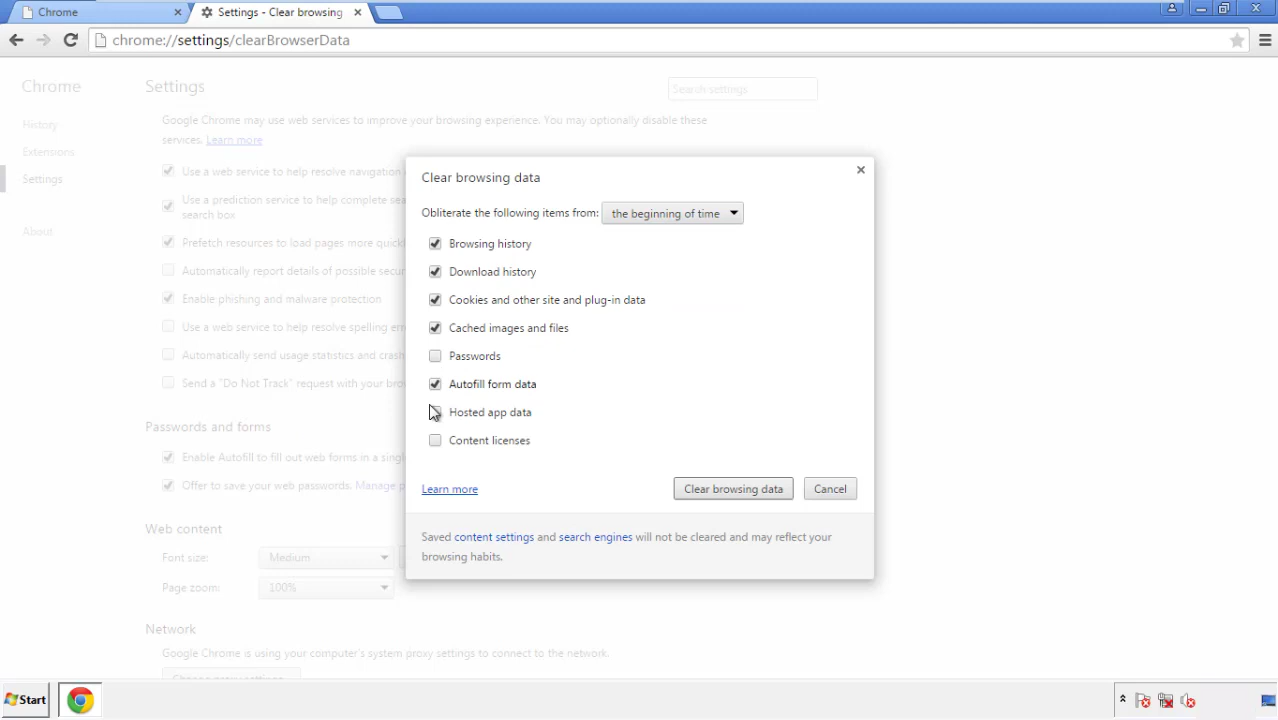 Chrome
Settings - Clear browsing
chrome://settings/clearBrowserData
Chrome
Settings
Search settings
History
Extensions
Settings
About
Google Chrome may use web services to improve your browsing experience. You may optionally disable these
services. Learn more
Use a web service to help resolve navigation
Use a prediction service to help complete
search box
Prefetch resources to load pages more quickl
Automatically report details of possible secur
Enable phishing and malware protection
Use a web service to help resolve spelling
Automatically send usage statistics and crash
Send a "Do Not Track" request with your
Passwords and forms
Enable Autofill to fill out web forms in a
Offer to save your web passwords. Manage
Web content
Font size: Medium
Page zoom: 100%
Network
Google Chrome is using your computer's system proxy settings to connect to the network.
Clear browsing data
Obliterate the following items from: the beginning of time
Browsing history
Download history
Cookies and other site and plug-in data
Cached images and files
Passwords
Autofill form data
Hosted app data
Content licenses
Learn more
Clear browsing data
Cancel
Saved content settings and search engines will not be cleared and may reflect your
browsing habits.
Start